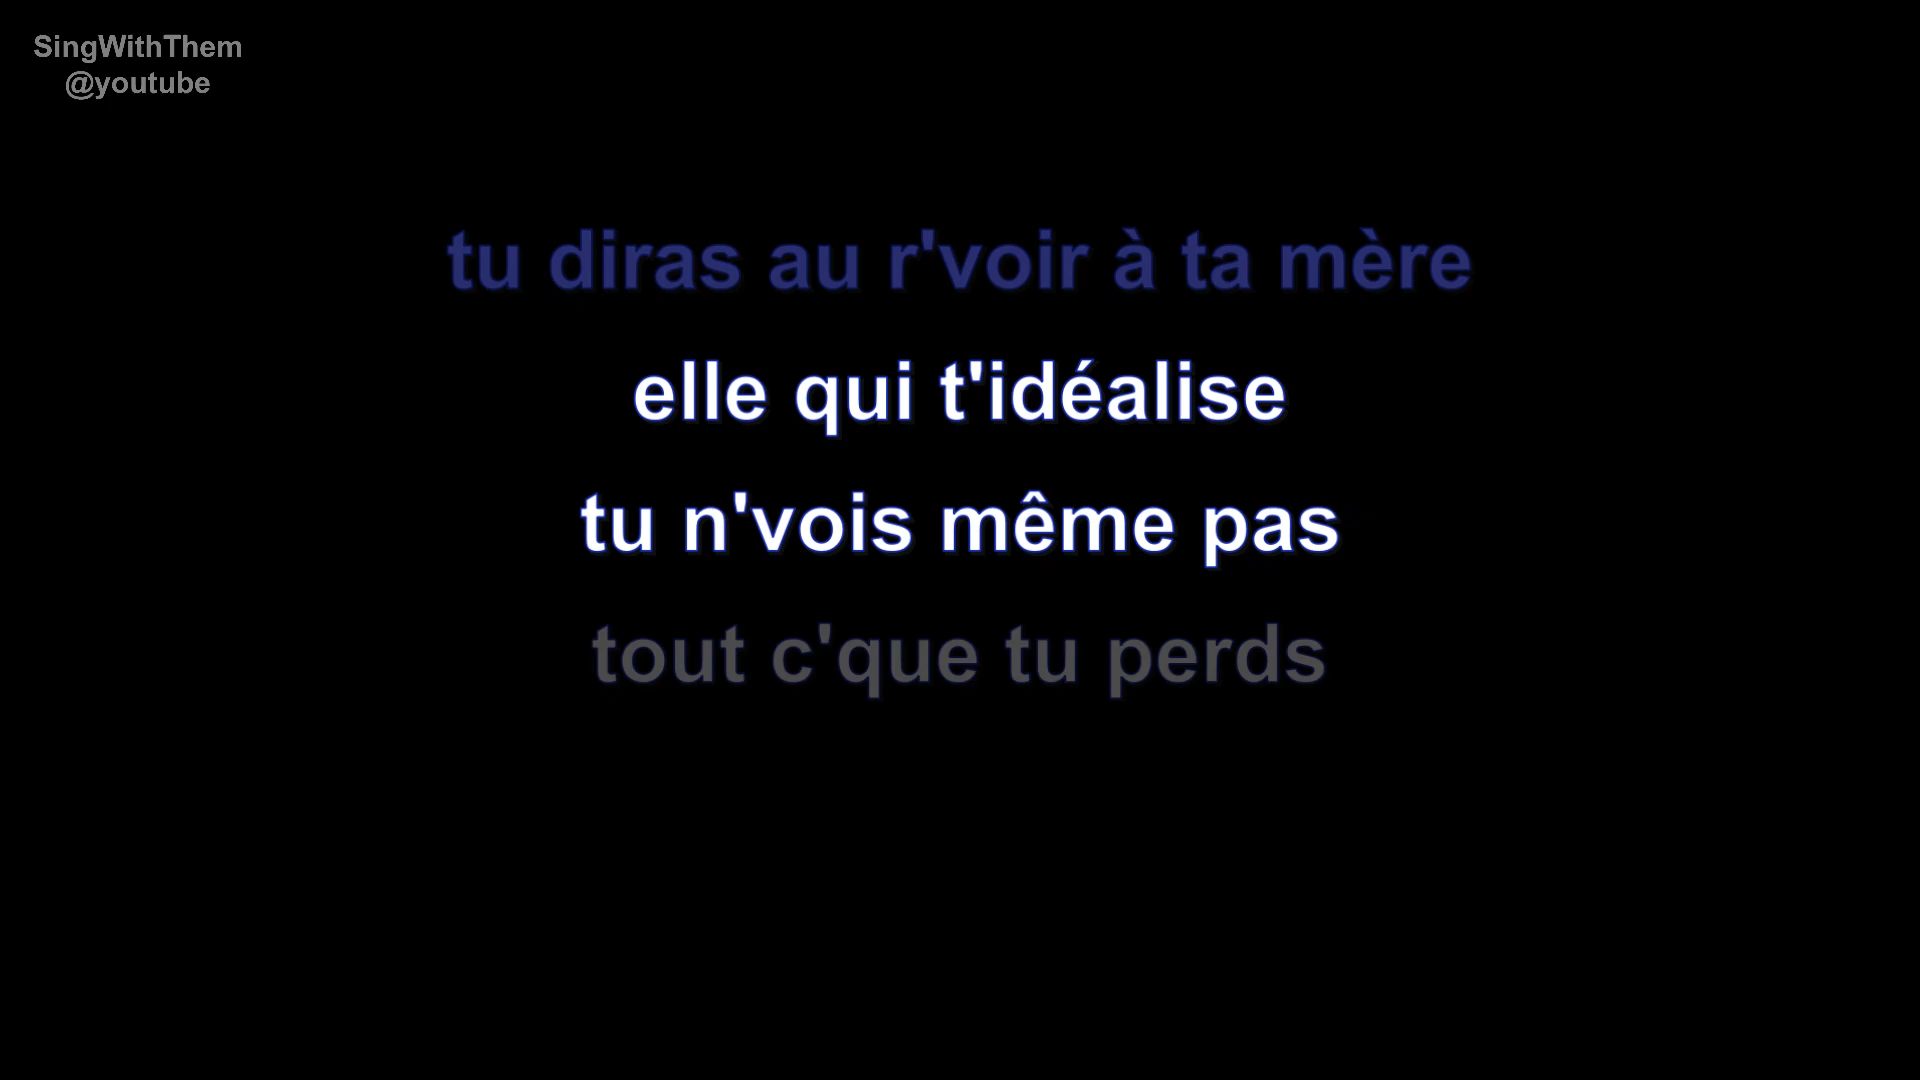 SingWithThem
@youtube
tu diras au r'voir à ta mère
elle qui t'idéalise
tu n'vois même pas
tout c'que tu perds